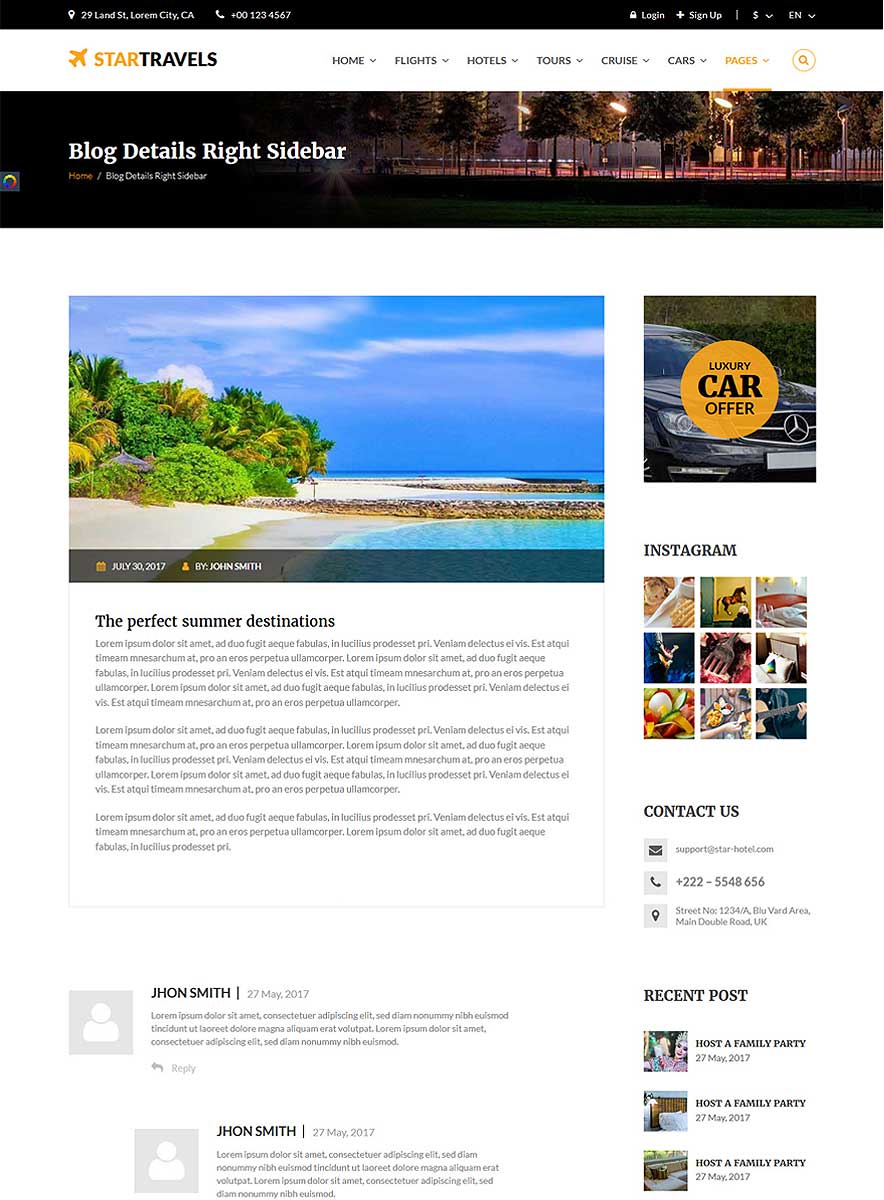 29 Land St, Lorem City, CA
+00 123 4567
Login
Sign Up
|
$
EN
STARTRAVELS
HOME
FLIGHTS
HOTELS
TOURS
CRUISE
CARS
PAGES
Blog Details Right Sidebar
Home / Blog Details Right Sidebar
JULY 30, 2017
BY: JOHN SMITH
The perfect summer destinations
Lorem ipsum dolor sit amet, ad duo fugit aeque fabulas, in lucilius prodesset pri. Veniam delectus ei vis. Est atqui
timeam mnesarchum at, pro an eros perpetua ullamcorper. Lorem ipsum dolor sit amet, ad duo fugit aeque
fabulas, in lucilius prodesset pri. Veniam delectus ei vis. Est atqui timeam mnesarchum at, pro an eros perpetua
ullamcorper. Lorem ipsum dolor sit amet, ad duo fugit aeque fabulas, in lucilius prodesset pri. Veniam delectus ei
vis. Est atqui timeam mnesarchum at, pro an eros perpetua ullamcorper.
Lorem ipsum dolor sit amet, ad duo fugit aeque fabulas, in lucilius prodesset pri. Veniam delectus ei vis. Est atqui
timeam mnesarchum at, pro an eros perpetua ullamcorper. Lorem ipsum dolor sit amet, ad duo fugit aeque
fabulas, in lucilius prodesset pri. Veniam delectus ei vis. Est atqui timeam mnesarchum at, pro an eros perpetua
ullamcorper. Lorem ipsum dolor sit amet, ad duo fugit aeque fabulas, in lucilius prodesset pri. Veniam delectus ei
vis. Est atqui timeam mnesarchum at, pro an eros perpetua ullamcorper.
Lorem ipsum dolor sit amet, ad duo fugit aeque fabulas, in lucilius prodesset pri. Veniam delectus ei vis. Est atqui
timeam mnesarchum at, pro an eros perpetua ullamcorper. Lorem ipsum dolor sit amet, ad duo fugit aeque
fabulas, in lucilius prodesset pri.
JHON SMITH | 27 May, 2017
Lorem ipsum dolor sit amet, consectetuer adipiscing elit, sed diam nonummy nibh euismod
tincidunt ut laoreet dolore magna aliquam erat volutpat. Lorem ipsum dolor sit amet,
consectetuer adipiscing elit, sed diam nonummy nibh euismod.
Reply
JHON SMITH | 27 May, 2017
Lorem ipsum dolor sit amet, consectetuer adipiscing elit, sed diam
nonummy nibh euismod tincidunt ut laoreet dolore magna aliquam erat
volutpat. Lorem ipsum dolor sit amet, consectetuer adipiscing elit, sed
diam nonummy nibh euismod.
LUXURY
CAR
OFFER
INSTAGRAM
CONTACT US
support@star-hotel.com
+222 – 5548 656
Street No: 1234/A, Blu Vard Area,
Main Double Road, UK
RECENT POST
HOST A FAMILY PARTY
27 May, 2017
HOST A FAMILY PARTY
27 May, 2017
HOST A FAMILY PARTY
27 May, 2017